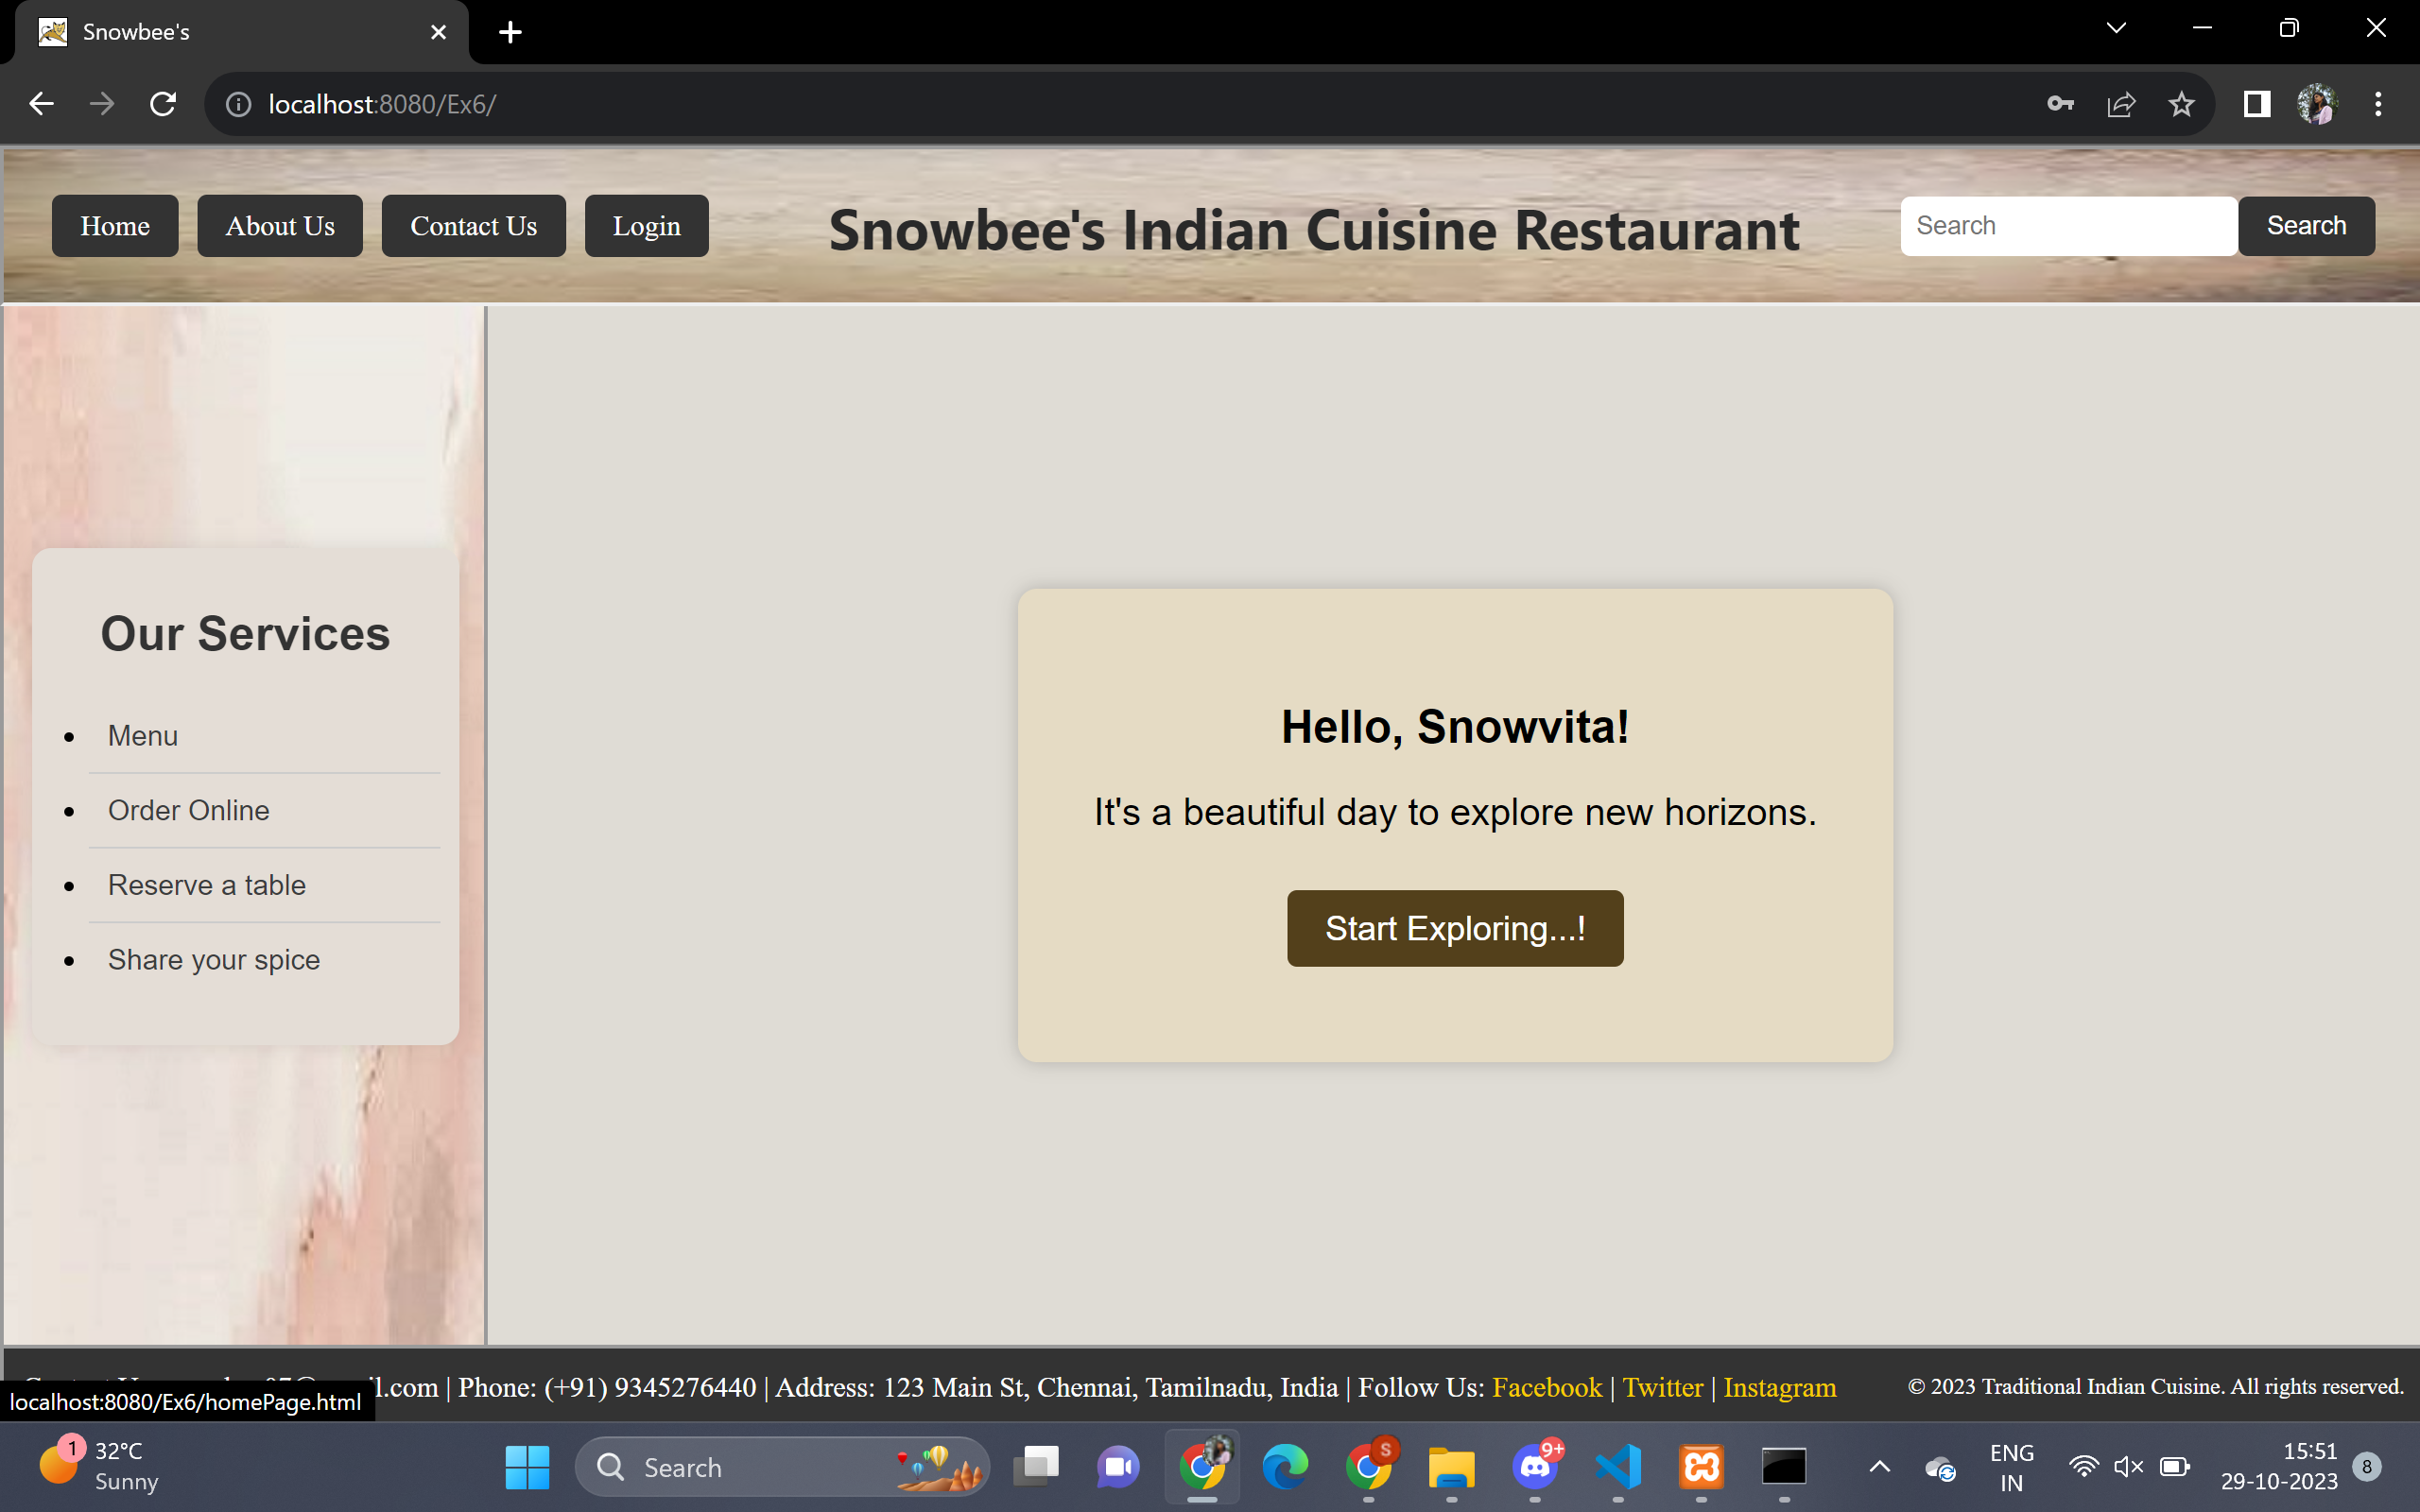 Snowbee's
localhost:8080/Ex6/
Home About Us Contact Us Login Snowbee's Indian Cuisine Restaurant Search Search
Our Services
Menu
Order Online
Reserve a table
Share your spice
Hello, Snowvita!
It's a beautiful day to explore new horizons.
Start Exploring...!
l.com | Phone: (+91) 9345276440 | Address: 123 Main St, Chennai, Tamilnadu, India | Follow Us: Facebook | Twitter | Instagram © 2023 Traditional Indian Cuisine. All rights reserved.
localhost:8080/Ex6/homePage.html
1 32°C
Sunny
Search
S
9+
ENG
IN
15:51
29-10-2023
8